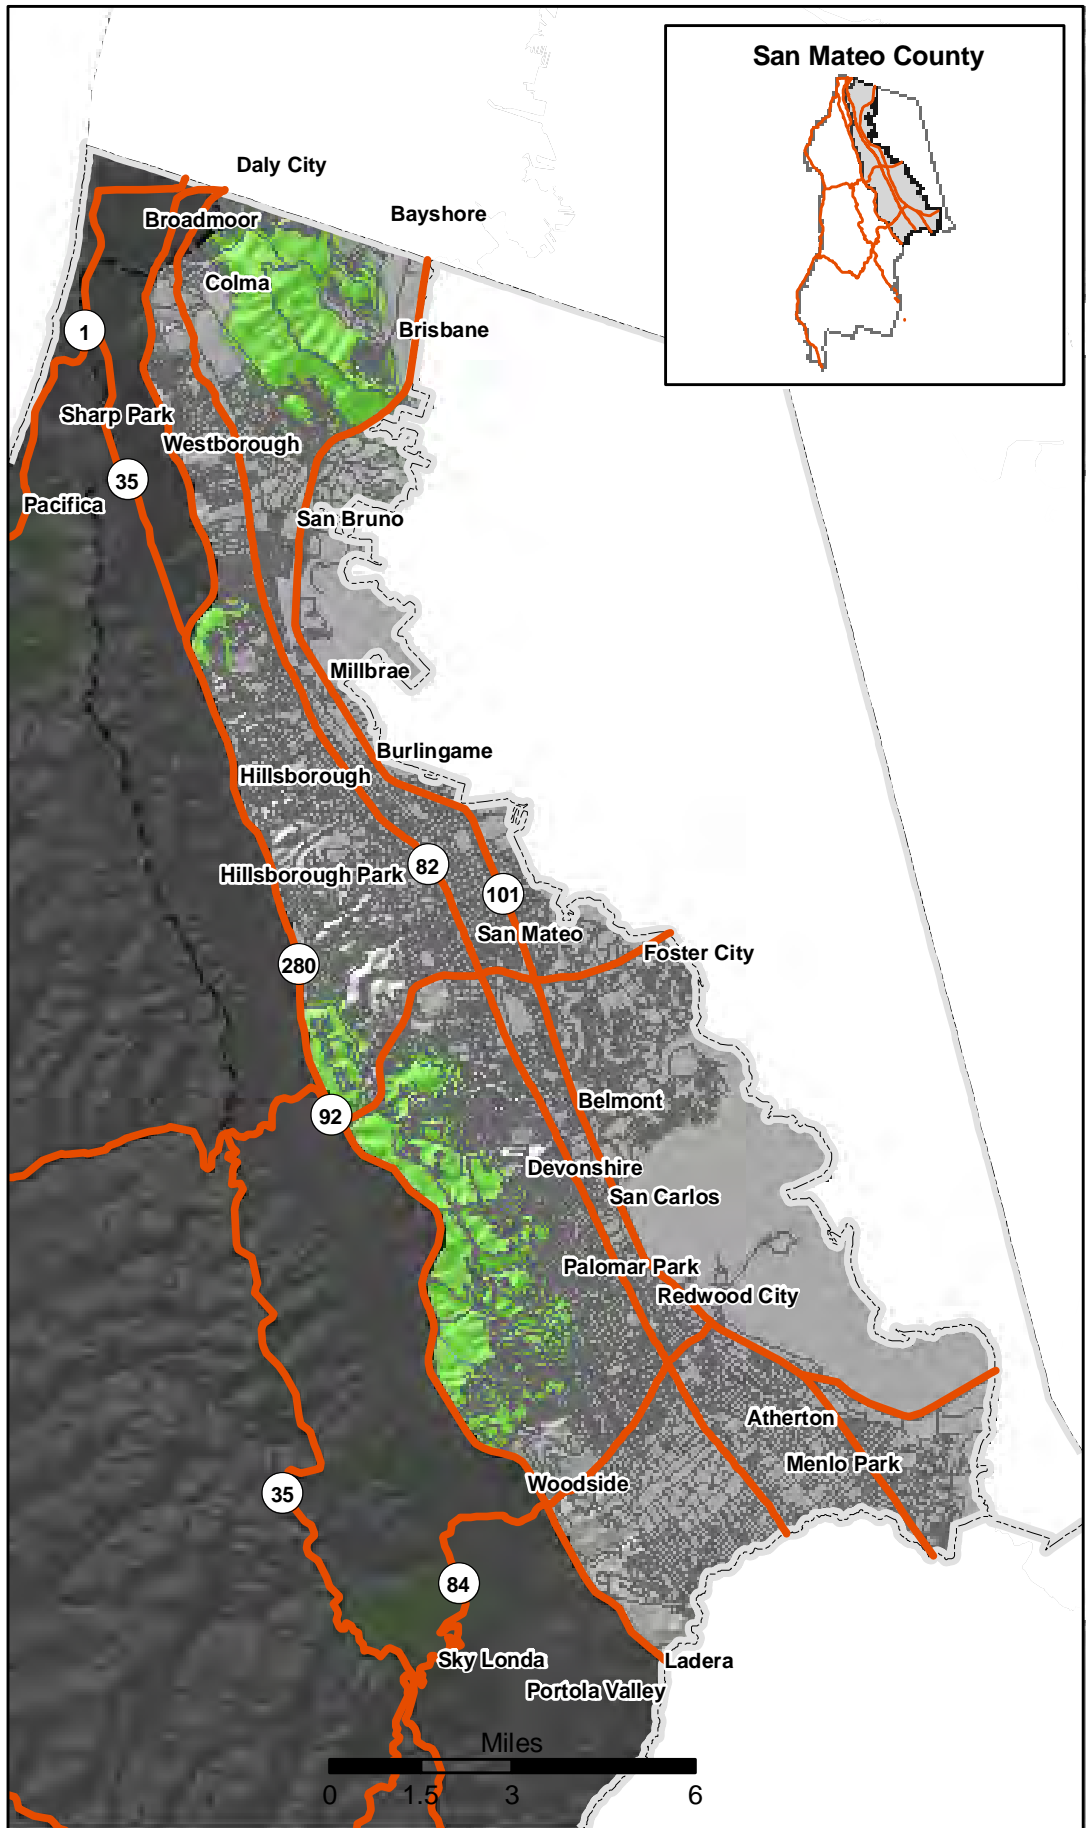 San Mateo County
Daly City
Bayshore
Broadmoor
Colma
Brisbane
1
Sharp Park
Westborough
35
Pacifica
San Bruno
Millbrae
Burlingame
Hillsborough
82
Hillsborough Park
101
San Mateo
Foster City
280
Belmont
92
Devonshire
San Carlos
Palomar Park
Redwood City
Atherton
Menlo Park
Woodside
35
84
Sky Londa
Ladera
Portola Valley
Miles
0 1.5 3 6